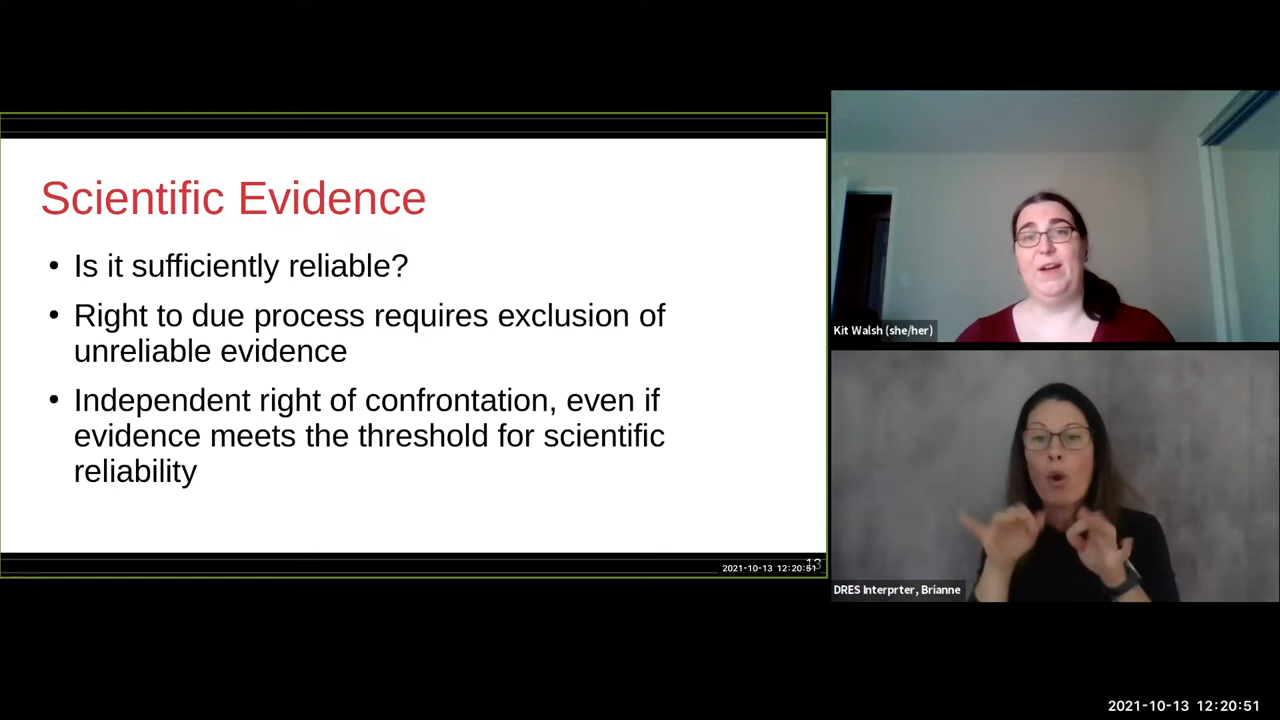 Scientific Evidence
• Is it sufficiently reliable?
• Right to due process requires exclusion of
unreliable evidence
• Independent right of confrontation, even if
evidence meets the threshold for scientific
reliability
13
2021-10-13 12:20:51
Kit Walsh (she/her)
DRES Interprter, Brianne
2021-10-13 12:20:51